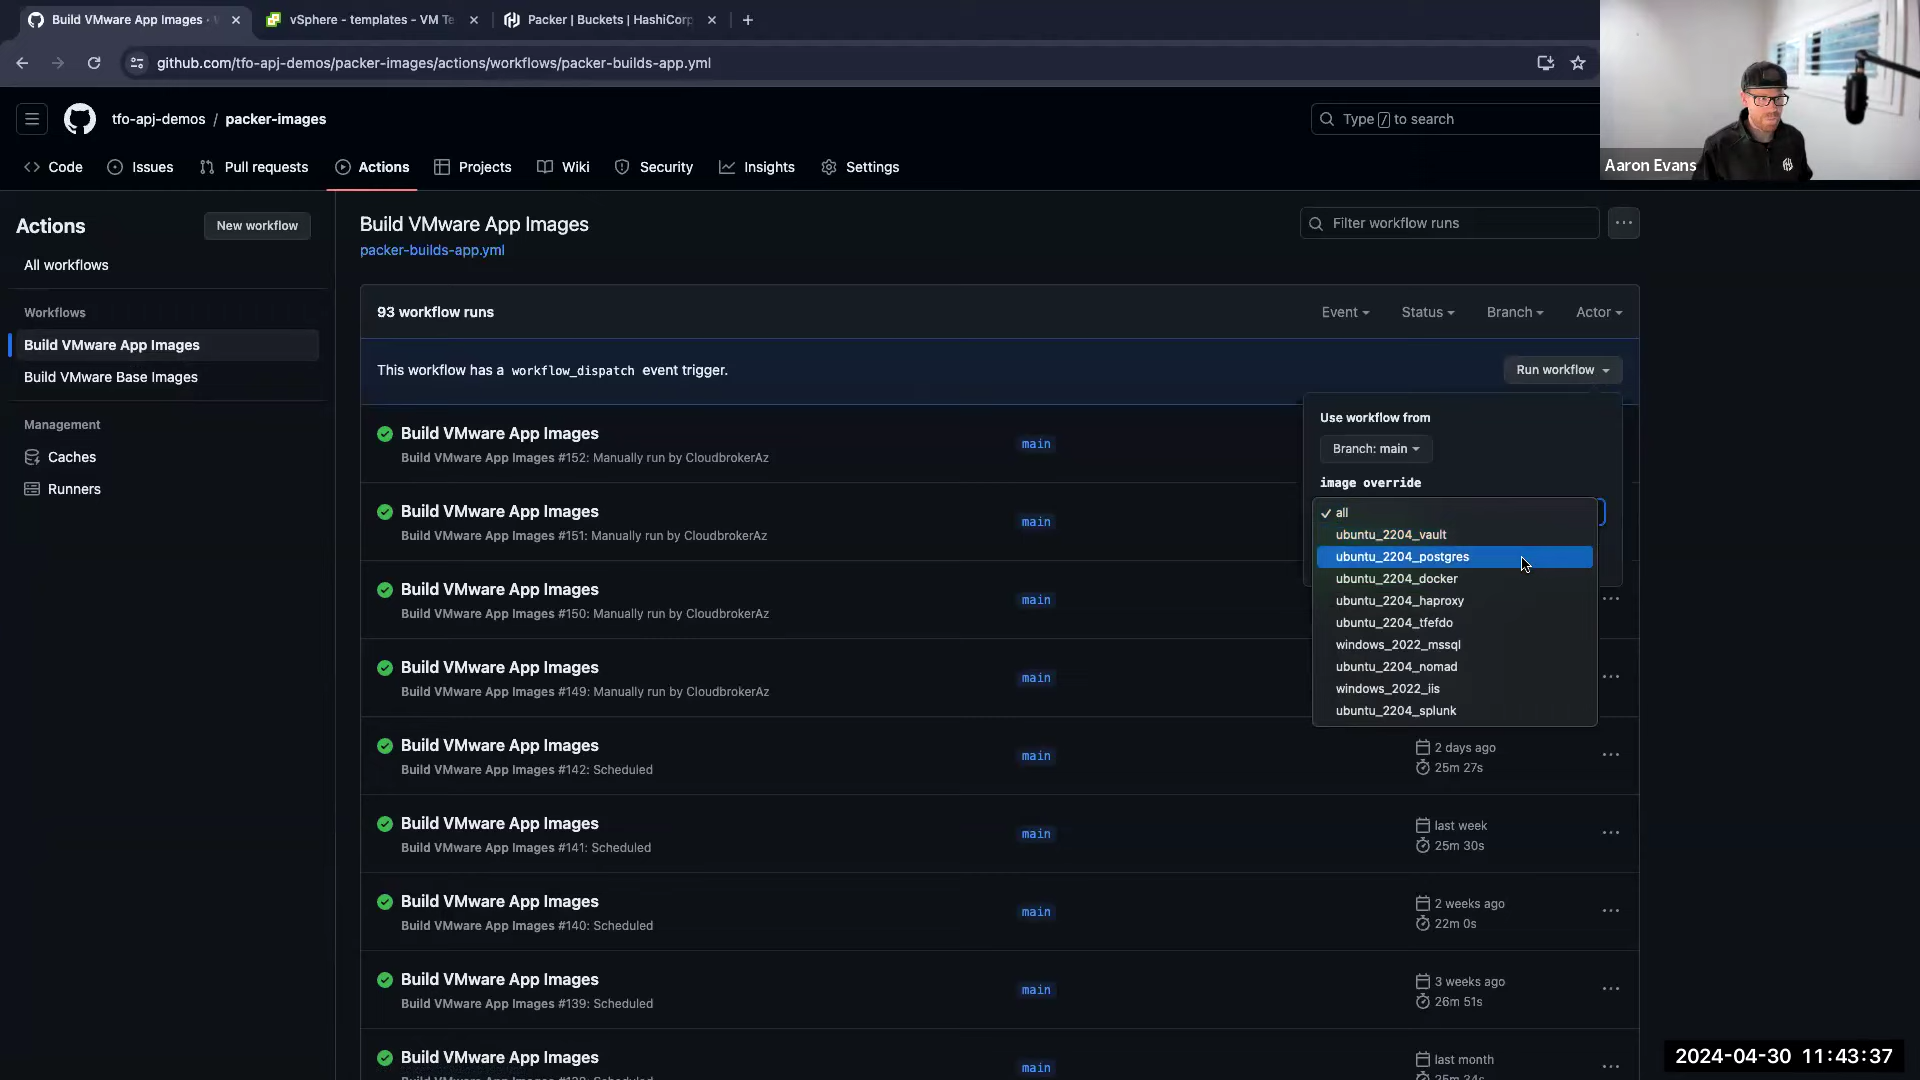 Build VMware App Images ·
vSphere - templates - VM Te
Packer | Buckets | HashiCorp
github.com/tfo-apj-demos/packer-images/actions/workflows/packer-builds-app.yml
tfo-apj-demos / packer-images
Type / to search
Aaron Evans
Code
Issues
Pull requests
Actions
Projects
Wiki
Security
Insights
Settings
Actions
New workflow
All workflows
Workflows
Build VMware App Images
Build VMware Base Images
Management
Caches
Runners
Build VMware App Images
packer-builds-app.yml
Filter workflow runs
93 workflow runs
Event
Status
Branch
Actor
This workflow has a workflow_dispatch event trigger.
Run workflow
Use workflow from
Branch: main
image override
all
ubuntu_2204_vault
ubuntu_2204_postgres
ubuntu_2204_docker
ubuntu_2204_haproxy
ubuntu_2204_tfefdo
windows_2022_mssql
ubuntu_2204_nomad
windows_2022_iis
ubuntu_2204_splunk
Build VMware App Images
Build VMware App Images #152: Manually run by CloudbrokerAz
main
Build VMware App Images
Build VMware App Images #151: Manually run by CloudbrokerAz
main
Build VMware App Images
Build VMware App Images #150: Manually run by CloudbrokerAz
main
Build VMware App Images
Build VMware App Images #149: Manually run by CloudbrokerAz
main
Build VMware App Images
Build VMware App Images #142: Scheduled
main
2 days ago
25m 27s
Build VMware App Images
Build VMware App Images #141: Scheduled
main
last week
25m 30s
Build VMware App Images
Build VMware App Images #140: Scheduled
main
2 weeks ago
22m 0s
Build VMware App Images
Build VMware App Images #139: Scheduled
main
3 weeks ago
26m 51s
Build VMware App Images
main
last month
2024-04-30 11:43:37